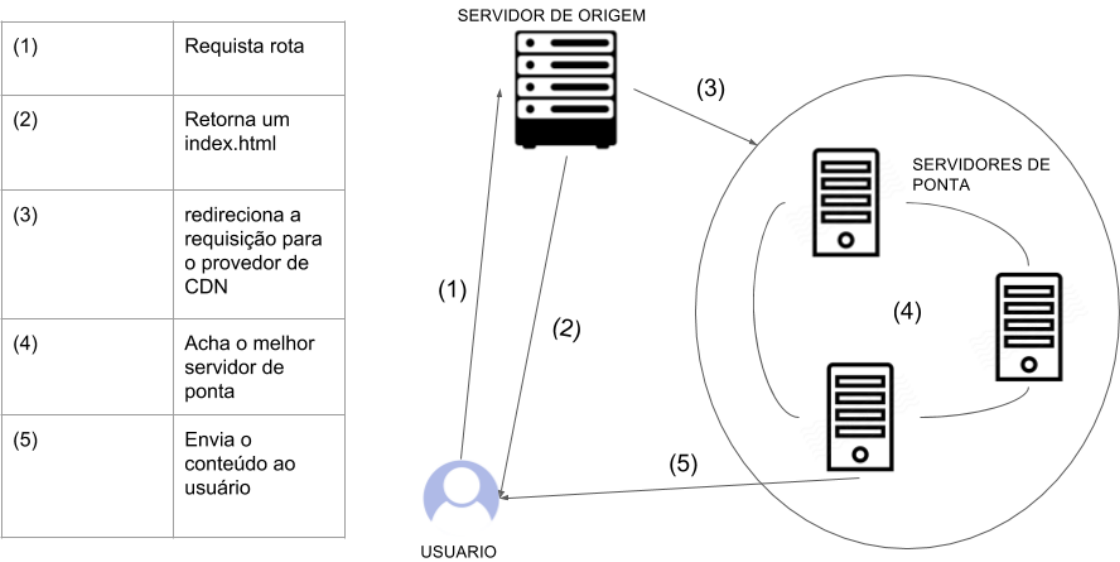 (1)
Requista rota
(2)
Retorna um
index.html
(3)
redireciona a
requisição para
o provedor de
CDN
(4)
Acha o melhor
servidor de
ponta
(5)
Envia o
conteúdo ao
usuário
SERVIDOR DE ORIGEM
(3)
SERVIDORES DE
PONTA
(1)
(2)
(4)
(5)
USUARIO